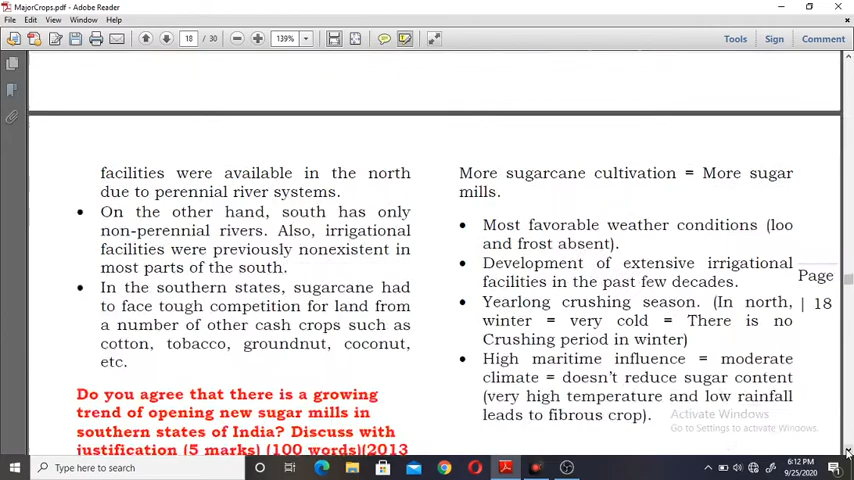 MajorCrops.pdf - Adobe Reader
File Edit View Window Help
18 / 30
139%
Tools Sign Comment
facilities were available in the north
due to perennial river systems.
• On the other hand, south has only
non-perennial rivers. Also, irrigational
facilities were previously nonexistent in
most parts of the south.
• In the southern states, sugarcane had
to face tough competition for land from
a number of other cash crops such as
cotton, tobacco, groundnut, coconut,
etc.
Do you agree that there is a growing
trend of opening new sugar mills in
southern states of India? Discuss with
justification (5 marks) (100 words)(2013
More sugarcane cultivation = More sugar
mills.
• Most favorable weather conditions (loo
and frost absent).
• Development of extensive irrigational
facilities in the past few decades.
• Yearlong crushing season. (In north,
winter = very cold = There is no
Crushing period in winter)
• High maritime influence = moderate
climate = doesn't reduce sugar content
(very high temperature and low rainfall
leads to fibrous crop).
Page
| 18
Activate Windows
Go to Settings to activate Windows.
Type here to search
6:12 PM
9/25/2020